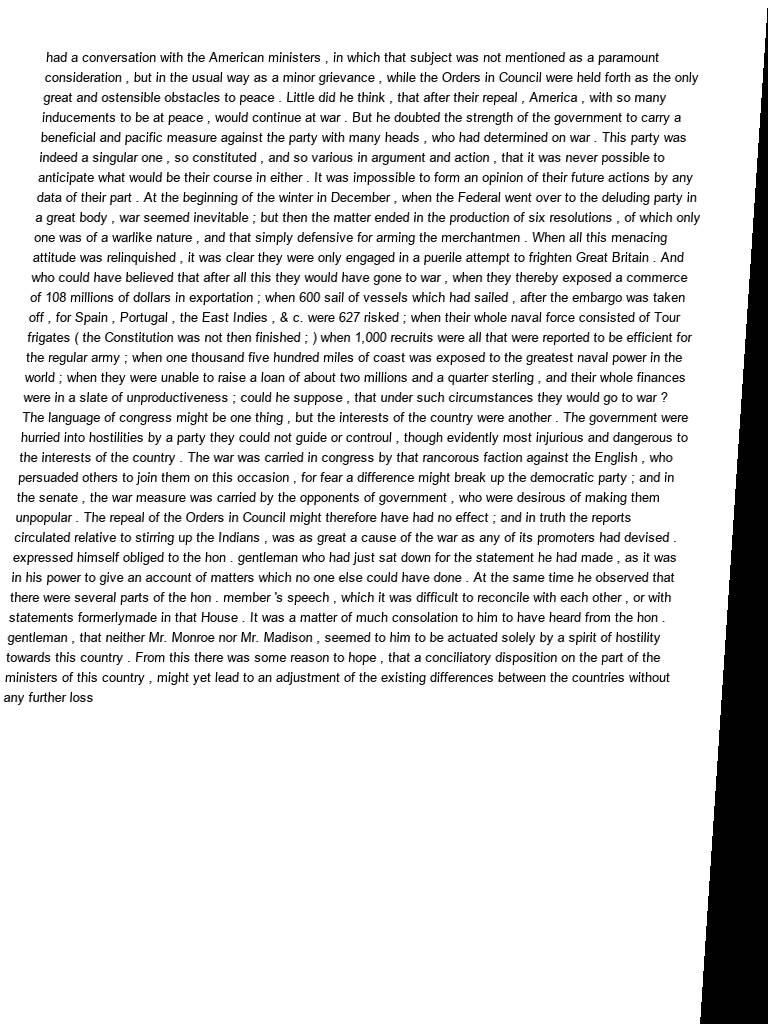 had a conversation with the American ministers , in which that subject was not mentioned as a paramount
consideration , but in the usual way as a minor grievance , while the Orders in Council were held forth as the only
great and ostensible obstacles to peace . Little did he think , that after their repeal , America , with so many
inducements to be at peace , would continue at war . But he doubted the strength of the government to carry a
beneficial and pacific measure against the party with many heads , who had determined on war . This party was
indeed a singular one , so constituted , and so various in argument and action , that it was never possible to
anticipate what would be their course in either . It was impossible to form an opinion of their future actions by any
data of their part . At the beginning of the winter in December , when the Federal went over to the deluding party in
a great body , war seemed inevitable ; but then the matter ended in the production of six resolutions , of which only
one was of a warlike nature , and that simply defensive for arming the merchantmen . When all this menacing
attitude was relinquished , it was clear they were only engaged in a puerile attempt to frighten Great Britain . And
who could have believed that after all this they would have gone to war , when they thereby exposed a commerce
of 108 millions of dollars in exportation ; when 600 sail of vessels which had sailed , after the embargo was taken
off , for Spain , Portugal , the East Indies , & c. were 627 risked ; when their whole naval force consisted of Tour
frigates ( the Constitution was not then finished ; ) when 1,000 recruits were all that were reported to be efficient for
the regular army ; when one thousand five hundred miles of coast was exposed to the greatest naval power in the
world ; when they were unable to raise a loan of about two millions and a quarter sterling , and their whole finances
were in a slate of unproductiveness ; could he suppose , that under such circumstances they would go to war ?
The language of congress might be one thing , but the interests of the country were another . The government were
hurried into hostilities by a party they could not guide or controul , though evidently most injurious and dangerous to
the interests of the country . The war was carried in congress by that rancorous faction against the English , who
persuaded others to join them on this occasion , for fear a difference might break up the democratic party ; and in
the senate , the war measure was carried by the opponents of government , who were desirous of making them
unpopular . The repeal of the Orders in Council might therefore have had no effect ; and in truth the reports
circulated relative to stirring up the Indians , was as great a cause of the war as any of its promoters had devised .
expressed himself obliged to the hon . gentleman who had just sat down for the statement he had made , as it was
in his power to give an account of matters which no one else could have done . At the same time he observed that
there were several parts of the hon . member 's speech , which it was difficult to reconcile with each other , or with
statements formerlymade in that House . It was a matter of much consolation to him to have heard from the hon .
gentleman , that neither Mr. Monroe nor Mr. Madison , seemed to him to be actuated solely by a spirit of hostility
towards this country . From this there was some reason to hope , that a conciliatory disposition on the part of the
ministers of this country , might yet lead to an adjustment of the existing differences between the countries without
any further loss